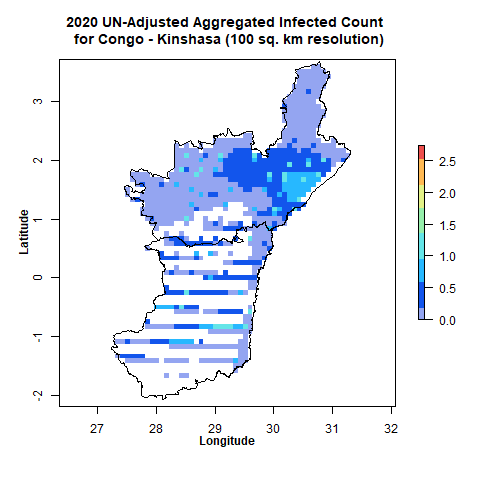 2020 UN-Adjusted Aggregated Infected Count
for Congo - Kinshasa (100 sq. km resolution)
3
2
1
0
-1
-2
Latitude
27 28 29 30 31 32
Longitude
2.5
2.0
1.5
1.0
0.5
0.0